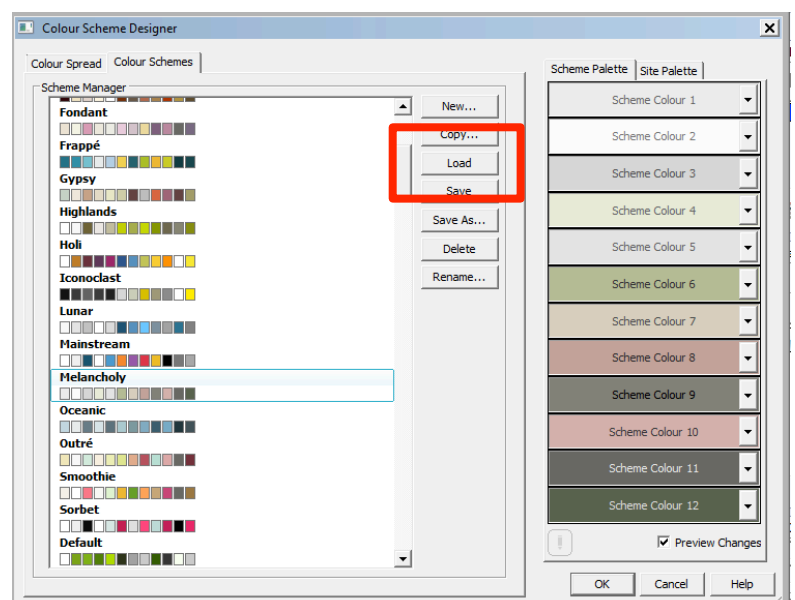 Colour Scheme Designer
Colour Spread
Colour Schemes
Scheme Manager
Fondant
Frappé
Gypsy
Highlands
Holi
Iconoclast
Lunar
Mainstream
Melancholy
Oceanic
Outré
Smoothie
Sorbet
Default
New...
Copy...
Load
Save
Save As...
Delete
Rename...
Scheme Palette
Site Palette
Scheme Colour 1
Scheme Colour 2
Scheme Colour 3
Scheme Colour 4
Scheme Colour 5
Scheme Colour 6
Scheme Colour 7
Scheme Colour 8
Scheme Colour 9
Scheme Colour 10
Scheme Colour 11
Scheme Colour 12
Preview Changes
OK
Cancel
Help